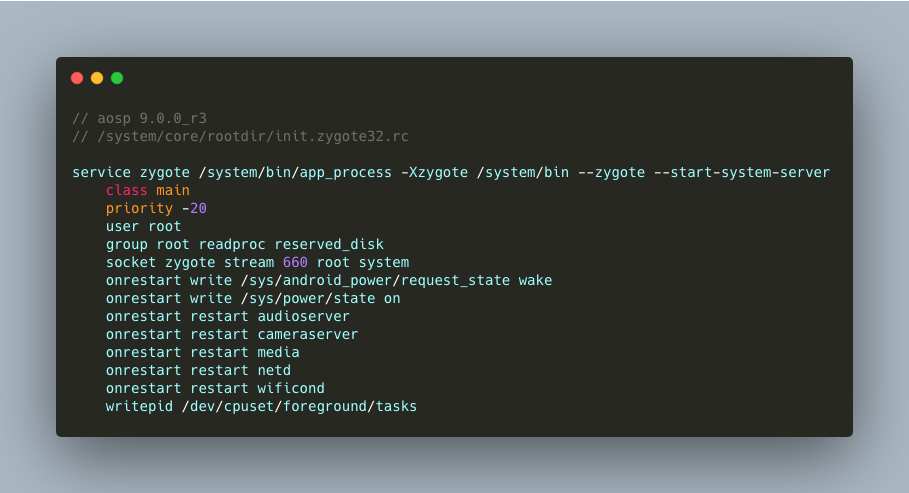 // aosp 9.0.0_r3
// /system/core/rootdir/init.zygote32.rc
service zygote /system/bin/app_process -Xzygote /system/bin --zygote --start-system-server
class main
priority -20
user root
group root readproc reserved_disk
socket zygote stream 660 root system
onrestart write /sys/android_power/request_state wake
onrestart write /sys/power/state on
onrestart restart audioserver
onrestart restart cameraserver
onrestart restart media
onrestart restart netd
onrestart restart wificond
writepid /dev/cpuset/foreground/tasks